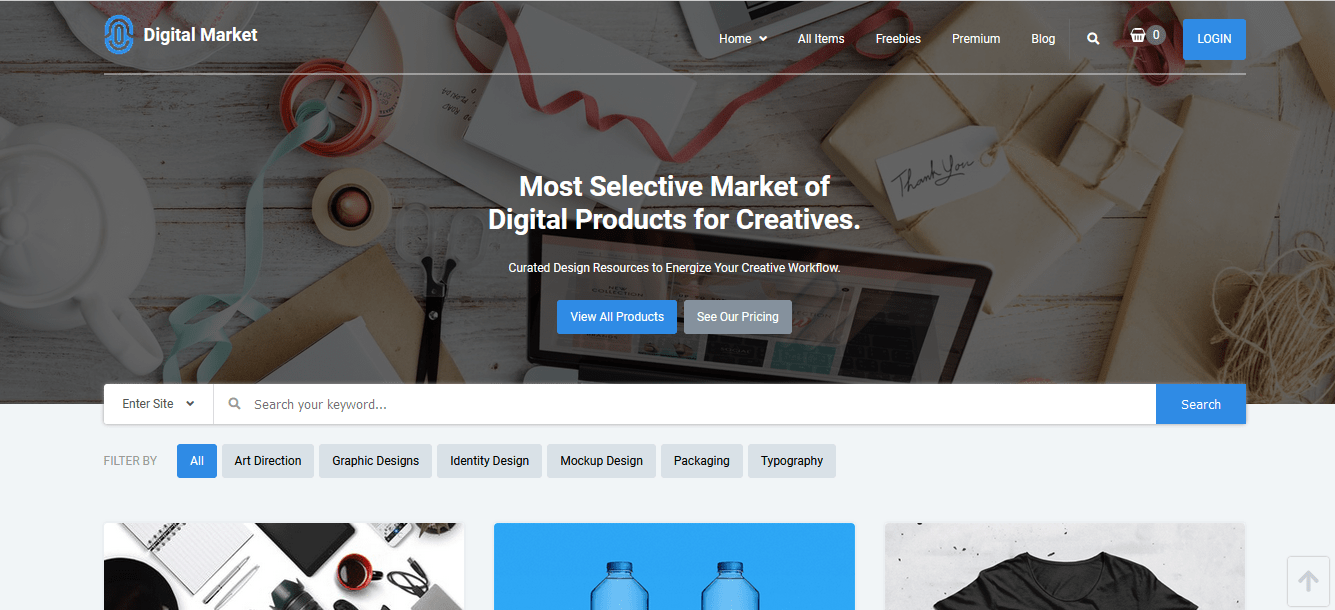 Digital Market
Home
All Items
Freebies
Premium
Blog
0
LOGIN
Thank You
Most Selective Market of
Digital Products for Creatives.
Curated Design Resources to Energize Your Creative Workflow.
NEW
COLLECTION
View All Products
See Our Pricing
Enter Site
Search your keyword...
Search
FILTER BY
All
Art Direction
Graphic Designs
Identity Design
Mockup Design
Packaging
Typography